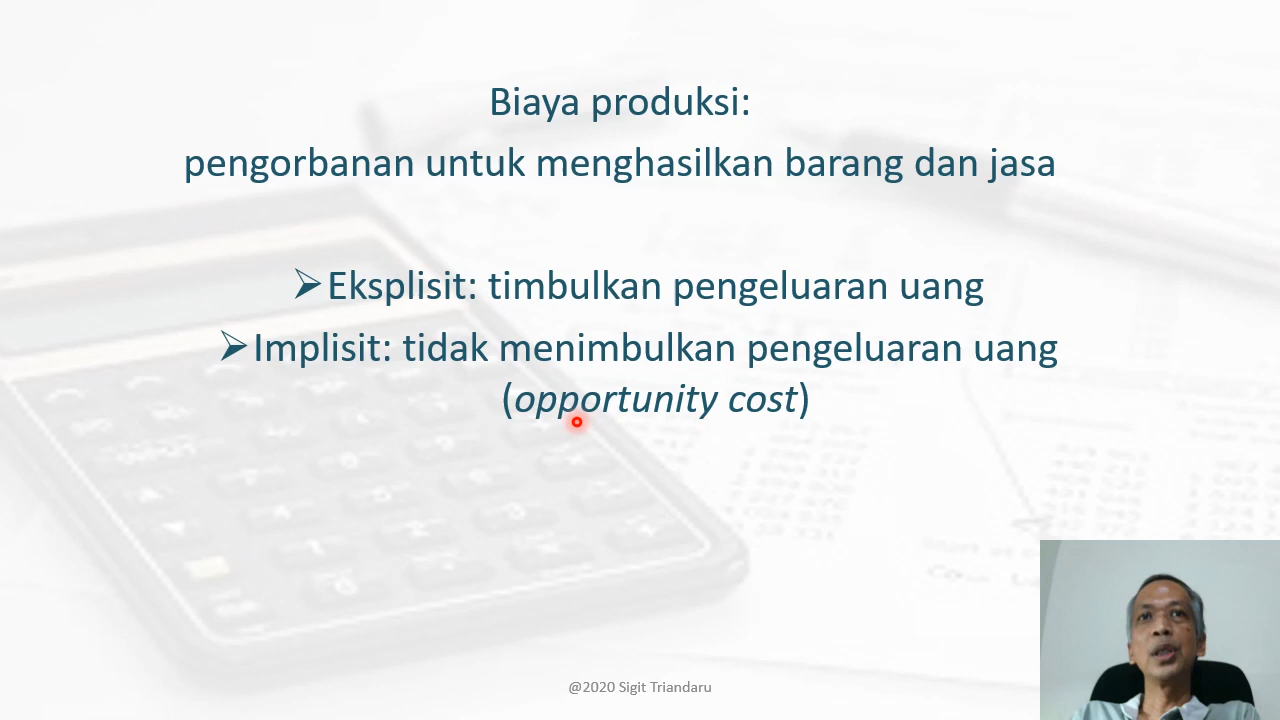 Biaya produksi:
pengorbanan untuk menghasilkan barang dan jasa
➢Eksplisit: timbulkan pengeluaran uang
➢Implisit: tidak menimbulkan pengeluaran uang
(opportunity cost)
@2020 Sigit Triandaru